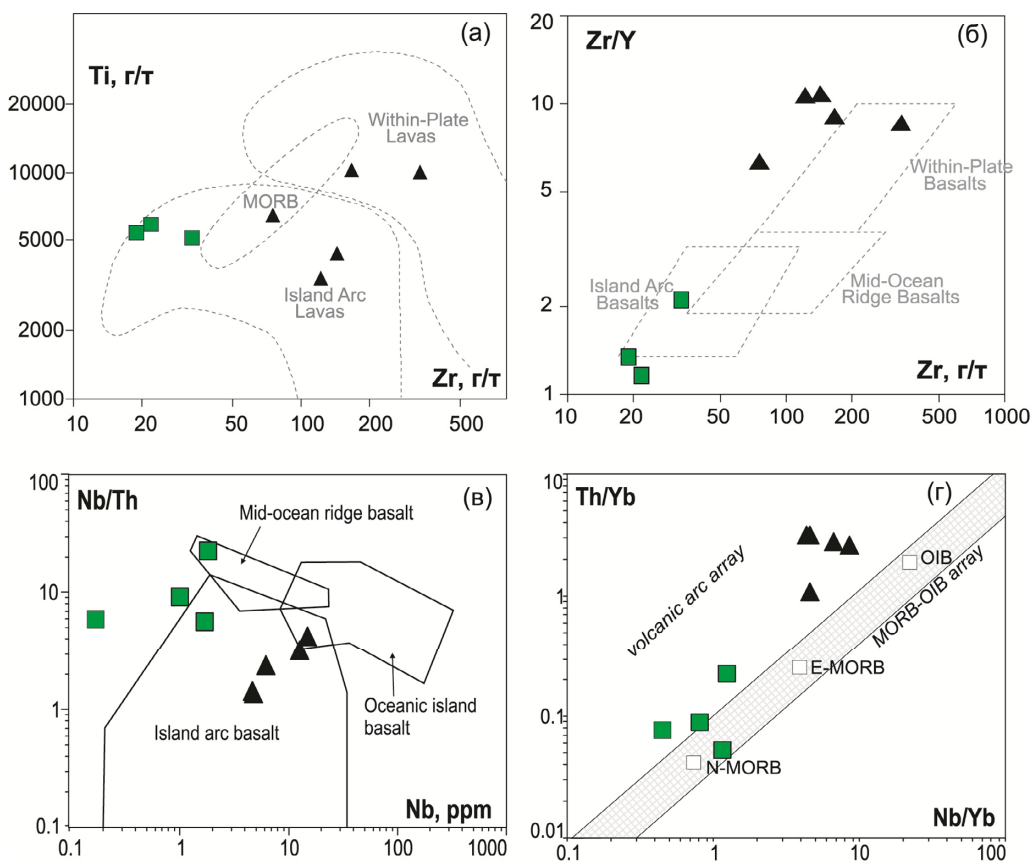 (а)
Ti, г/т
20000
10000
5000
2000
1000
Within-Plate
Lavas
MORB
Island Arc
Lavas
Zr, г/т
10
20
50
100
200
500
(б)
Zr/Y
20
10
5
2
1
Within-Plate
Basalts
Island Arc
Basalts
Mid-Ocean
Ridge Basalts
Zr, г/т
10
20
50
100
200
500
1000
(в)
Nb/Th
100
10
1
0.1
Mid-ocean ridge basalt
Oceanic island
basalt
Island arc basalt
Nb, ppm
0.1
1
10
100
1000
(г)
Th/Yb
10
1
0.1
0.01
volcanic arc array
MORB-OIB array
OIB
E-MORB
N-MORB
Nb/Yb
0.1
1
10
100